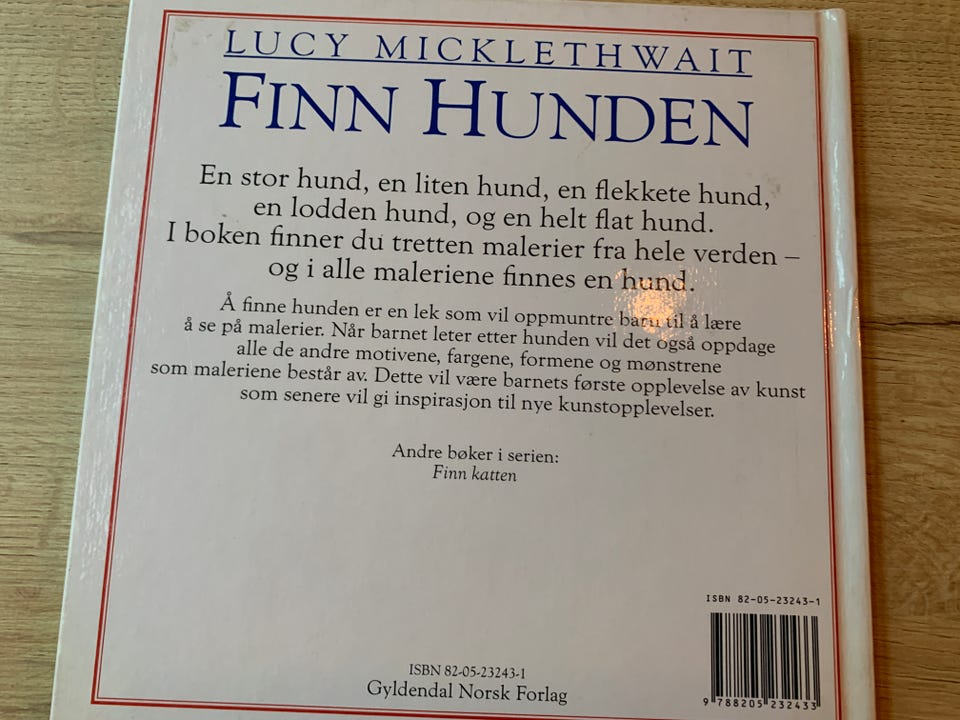 LUCY MICKLETHWAIT
FINN HUNDEN
En stor hund, en liten hund, en flekkete hund,
en lodden hund, og en helt flat hund.
I boken finner du tretten malerier fra hele verden –
og i alle maleriene finnes en hund.
Å finne hunden er en lek som vil oppmuntre barn til å lære
å se på malerier. Når barnet leter etter hunden vil det også oppdage
alle de andre motivene, fargene, formene og mønstrene
som maleriene består av. Dette vil være barnets første opplevelse av kunst
som senere vil gi inspirasjon til nye kunstopplevelser.
Andre bøker i serien:
Finn katten
ISBN 82-05-23243-1
ISBN 82-05-23243-1
Gyldendal Norsk Forlag
9 788205 232433